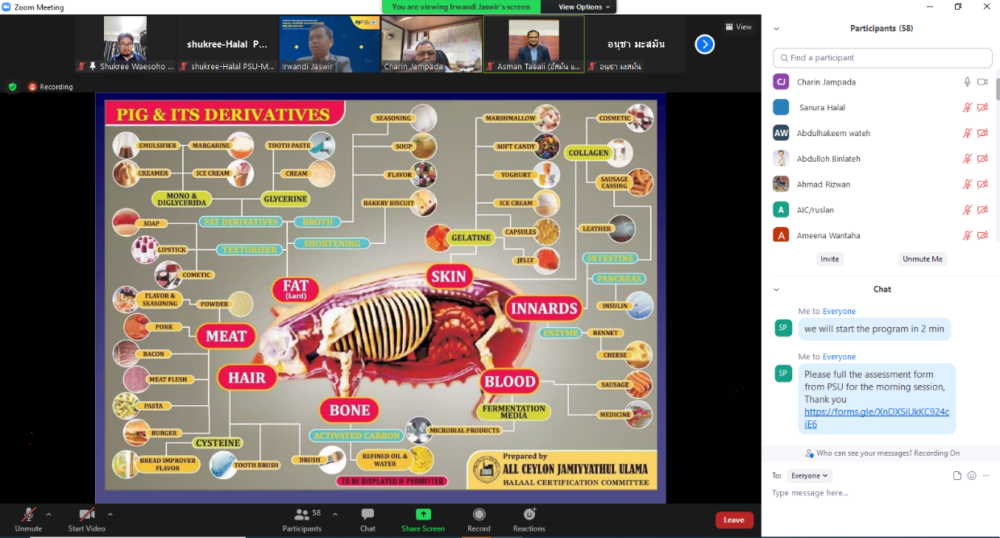 Zoom Meeting
You are viewing Irwandi Jaswir's screen
View Options
Shukree Waesoho ...
shukree-Halal P...
shukree-Halal PSU-M...
Irwandi Jaswir
Charin Jampada
Asman Taeali (อัสมัน แ...
อนุชา มะสมัน
อนุชา มะสมัน
View
Recording
PIG & ITS DERIVATIVES
EMULSIFIER
MARGARINE
TOOTH PASTE
CREAMER
ICE CREAM
CREAM
MONO &
DIGLYCERIDA
GLYCERINE
FAT DERIVATIVES
BROTH
SHORTENING
TEXTURIZER
SOAP
LIPSTICK
COMETIC
SEASONING
SOUP
FLAVOR
BAKERY BISCUIT
MARSHMALLOW
SOFT CANDY
YOGHURT
ICE CREAM
CAPSULES
JELLY
GELATINE
COSMETIC
COLLAGEN
SAUSAGE
CASSING
LEATHER
INTESTINE
PANCREAS
INSULIN
FAT
(Lard)
SKIN
INNARDS
ENZYME
RENNET
CHEESE
FLAVOR &
SEASONING
POWDER
MEAT
PORK
BACON
MEAT FLESH
PASTA
BURGER
HAIR
CYSTEINE
BREAD IMPROVER
FLAVOR
TOOTH BRUSH
BRUSH
BONE
ACTIVATED CARBON
REFINED OIL &
WATER
BLOOD
FERMENTATION
MEDIA
MICROBIAL PRODUCTS
SAUSAGE
MEDICINE
TO BE DISPLAYED IF PERMITTED
Prepared by
ALL CEYLON JAMIYYATHUL ULAMA
HALAAL CERTIFICATION COMMITTEE
Participants (58)
Find a participant
CJ Charin Jampada
Sanura Halal
AW Abdulhakeem wateh
Abdulloh Binlateh
Ahmad Rizwan
A AIC/ruslan
A Ameena Wantaha
Invite
Unmute Me
Chat
Me to Everyone
SP we will start the program in 2 min
Me to Everyone
SP Please full the assessment form
from PSU for the morning session,
Thank you
https://forms.gle/XnDXSiUkKC924c
iE6
Who can see your messages? Recording On
To: Everyone
Type message here...
Unmute
Start Video
58
Participants
Chat
Share Screen
Record
Reactions
Leave